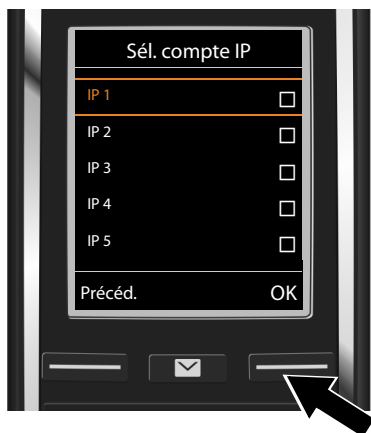 Sél. compte IP
IP 1
IP 2
IP 3
IP 4
IP 5
Précéd. OK